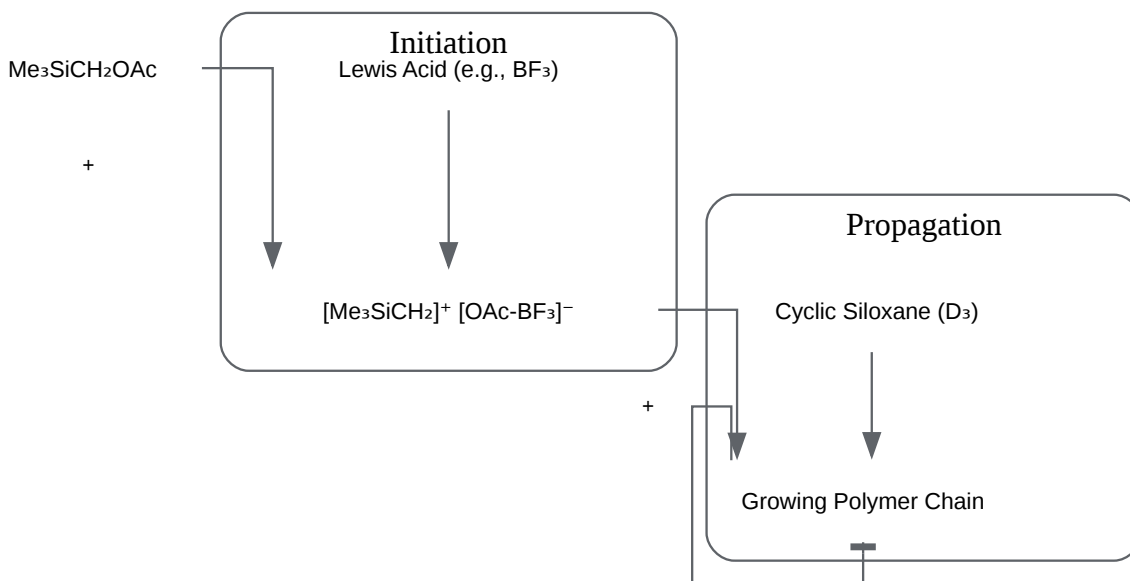 Initiation
Me₃SiCH₂OAc
Lewis Acid (e.g., BF₃)
+
Propagation
[Me₃SiCH₂]⁺ [OAc-BF₃]⁻
Cyclic Siloxane (D₃)
+
Growing Polymer Chain